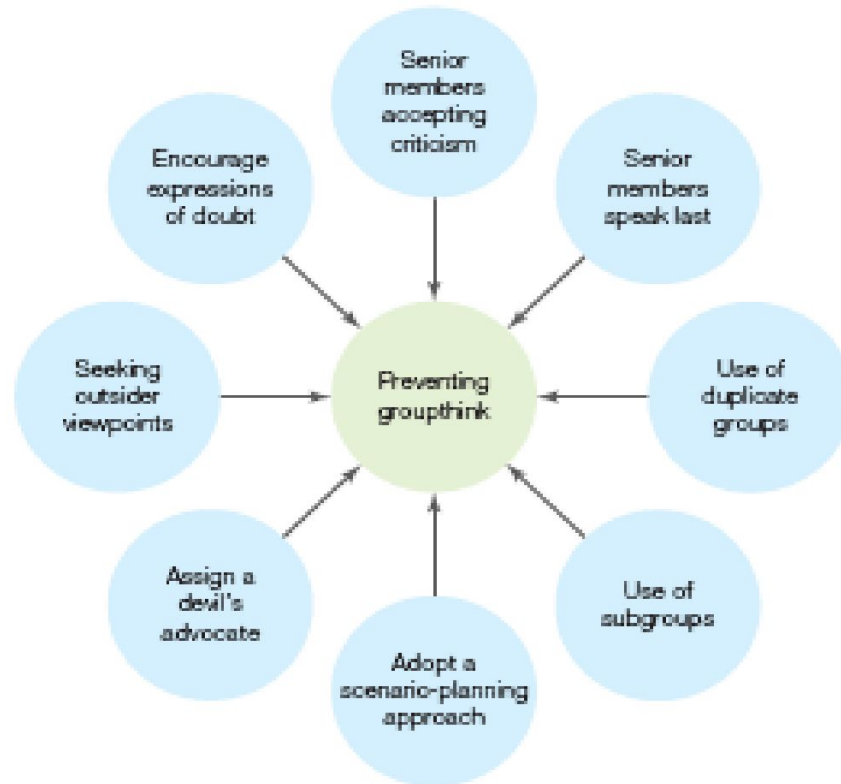 Senior
members
accepting
criticism
Senior
members
speak last
Use of
duplicate
groups
Use of
subgroups
Adopt a
scenario-planning
approach
Assign a
devil's
advocate
Seeking
outsider
viewpoints
Encourage
expressions
of doubt
Preventing
groupthink